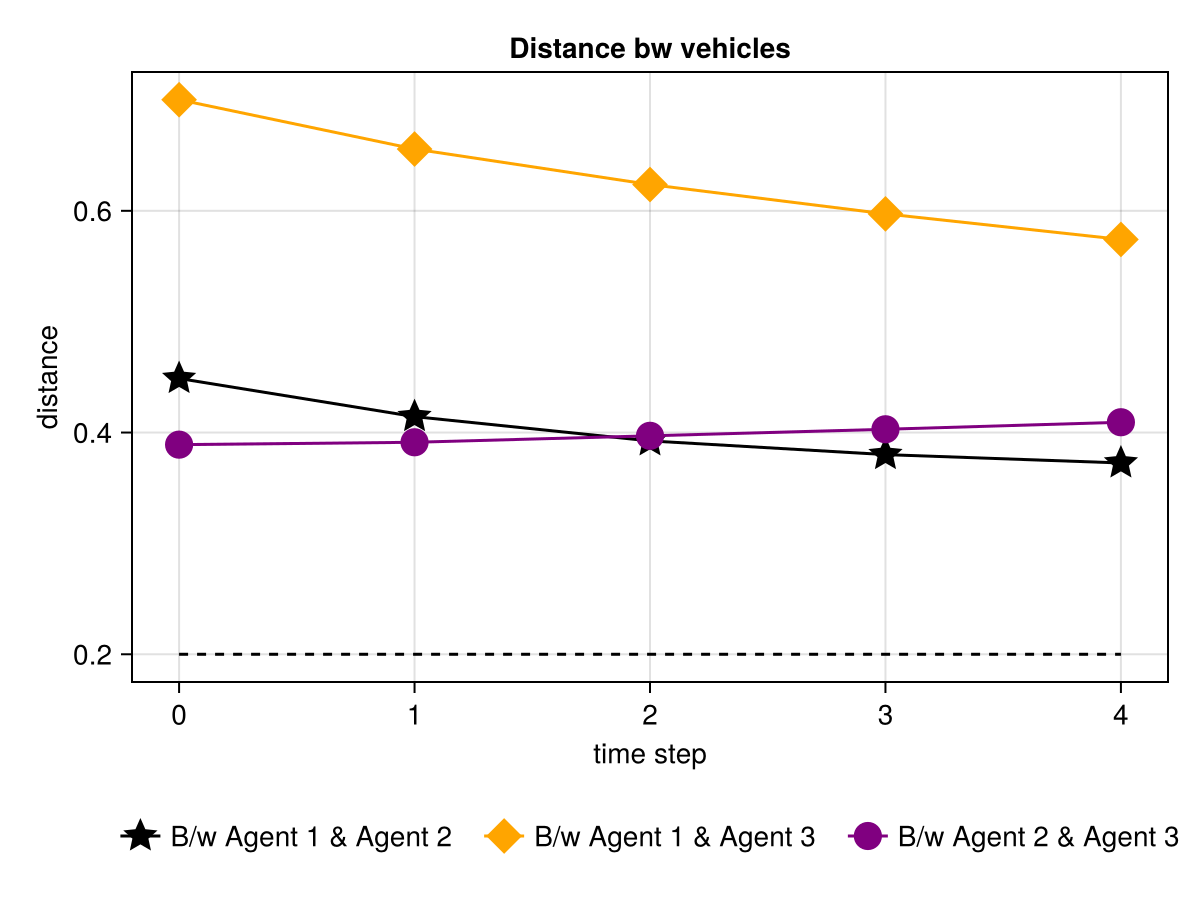 Distance bw vehicles
distance
0.6
0.4
0.2
0 1 2 3 4
time step
B/w Agent 1 & Agent 2 B/w Agent 1 & Agent 3 B/w Agent 2 & Agent 3